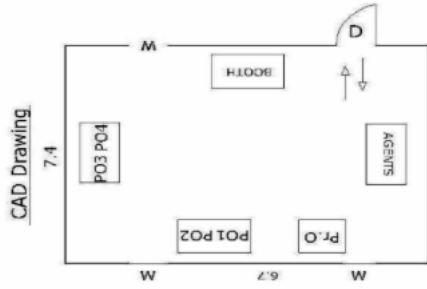 CAD Drawing
W
D
BOOTH
7.4
PO3 PO4
AGENTS
PO1 PO2
Pr.O
W
6.7
W